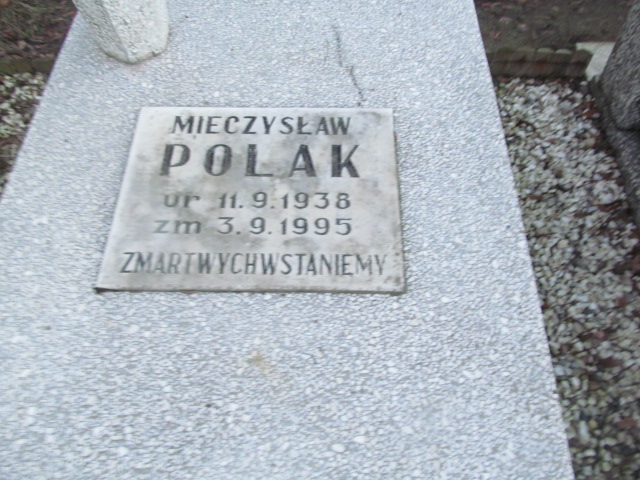 MIECZYSŁAW
POLAK
ur 11.9.1938
zm 3.9.1995
ZMARTWYCHWSTANIEMY